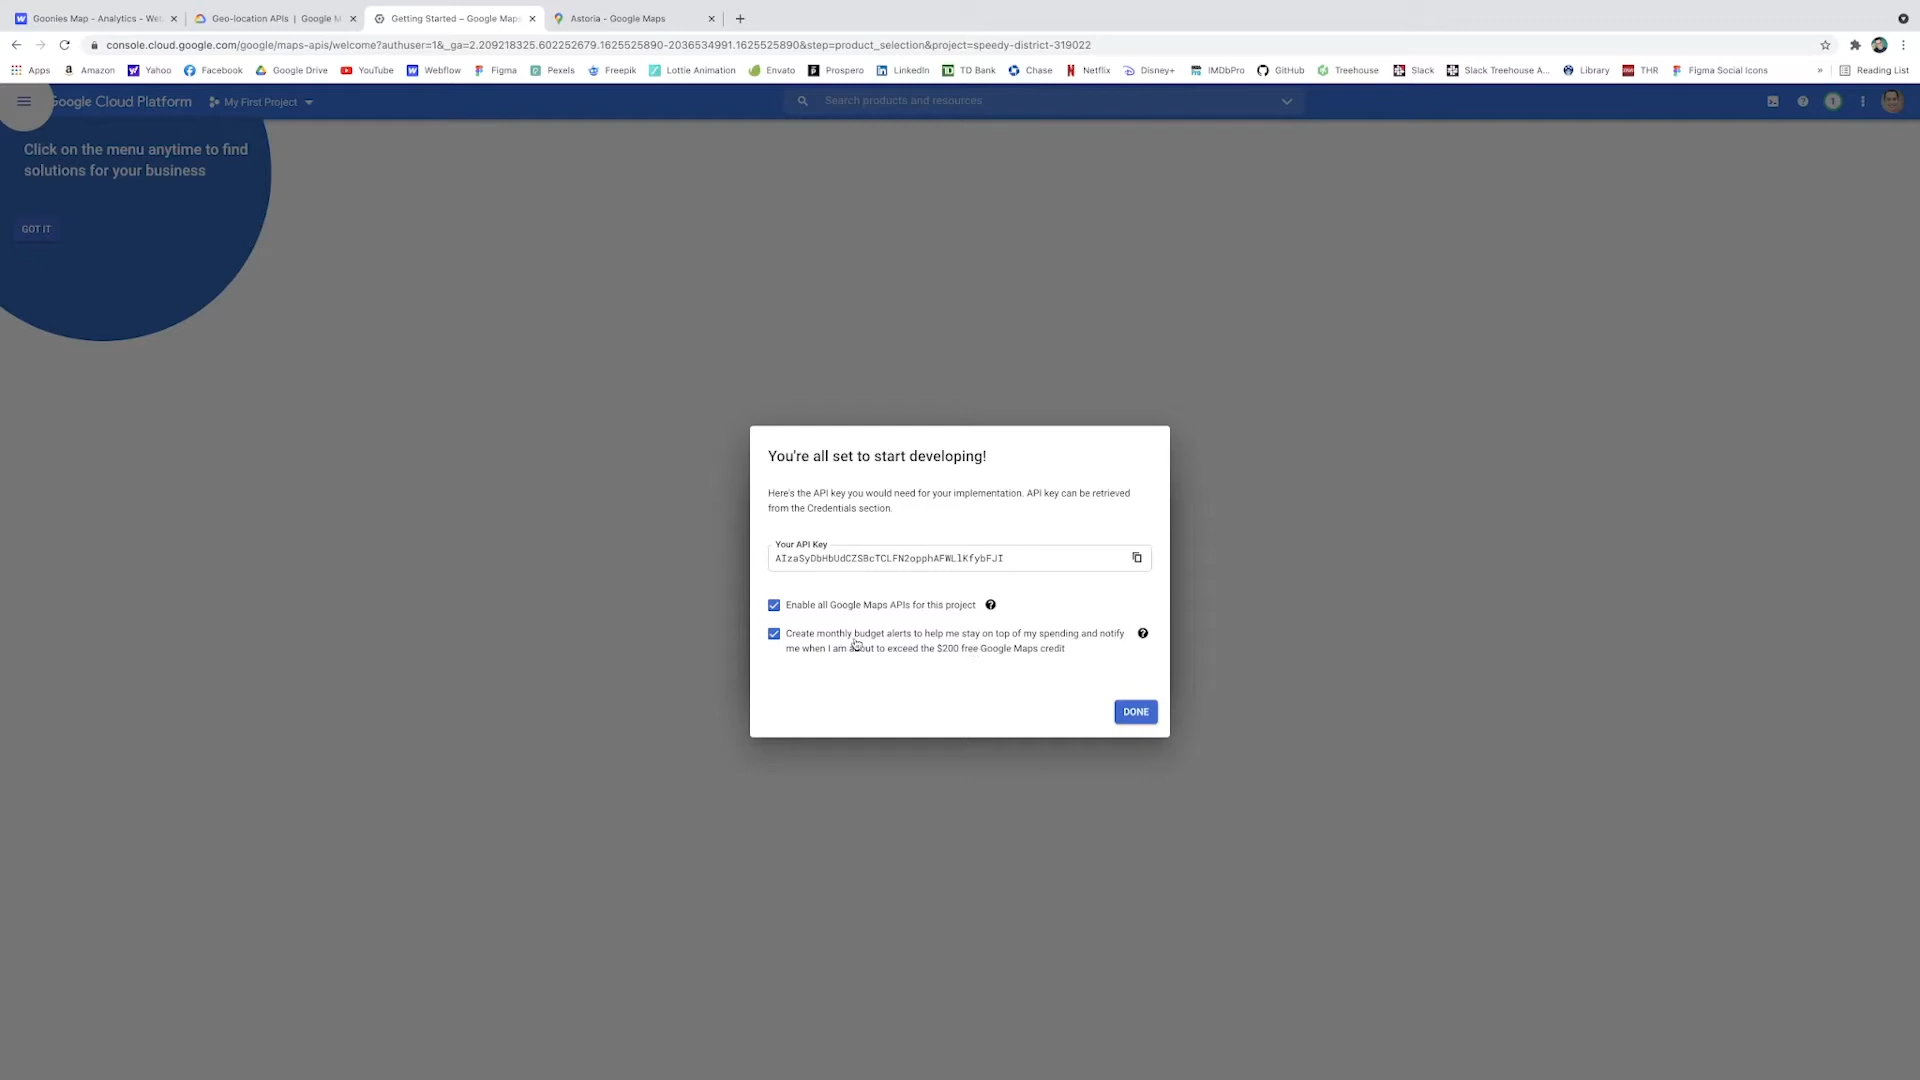 Goonies Map - Analytics - Web
Geo-location APIs | Google M
Getting Started – Google Maps
Astoria - Google Maps
console.cloud.google.com/google/maps-apis/welcome?authuser=1&_ga=2.209218325.602252679.1625525890-2036534991.1625525890&step=product_selection&project=speedy-district-319022
Apps Amazon Yahoo Facebook Google Drive YouTube Webflow Figma Pexels Freepik Lottie Animation Envato Prospero LinkedIn TD Bank Chase Netflix Disney+ IMDbPro GitHub Treehouse Slack Slack Treehouse A... Library THR Figma Social Icons » Reading List
Google Cloud Platform My First Project Search products and resources 1
Click on the menu anytime to find
solutions for your business
GOT IT
You're all set to start developing!
Here's the API key you would need for your implementation. API key can be retrieved
from the Credentials section.
Your API Key
AIzaSyDbHbUdCZSBcTCLFN2opphAFWLlKfybFJI
Enable all Google Maps APIs for this project
Create monthly budget alerts to help me stay on top of my spending and notify
me when I am about to exceed the $200 free Google Maps credit
DONE